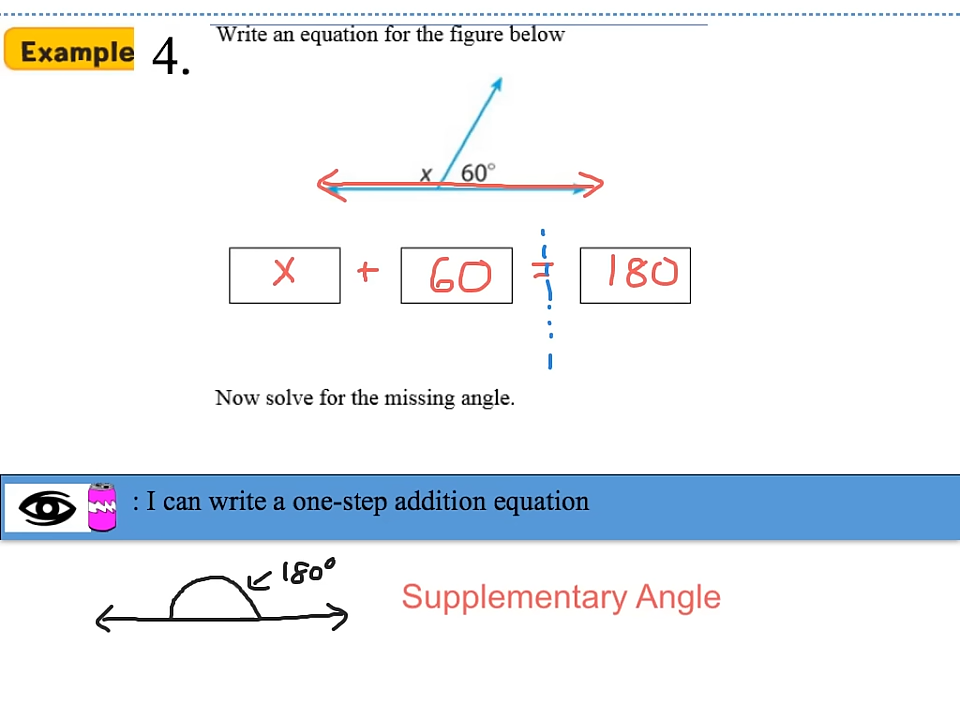 Example 4.
Write an equation for the figure below
x 60°
x + 60 = 180
Now solve for the missing angle.
: I can write a one-step addition equation
180°
Supplementary Angle